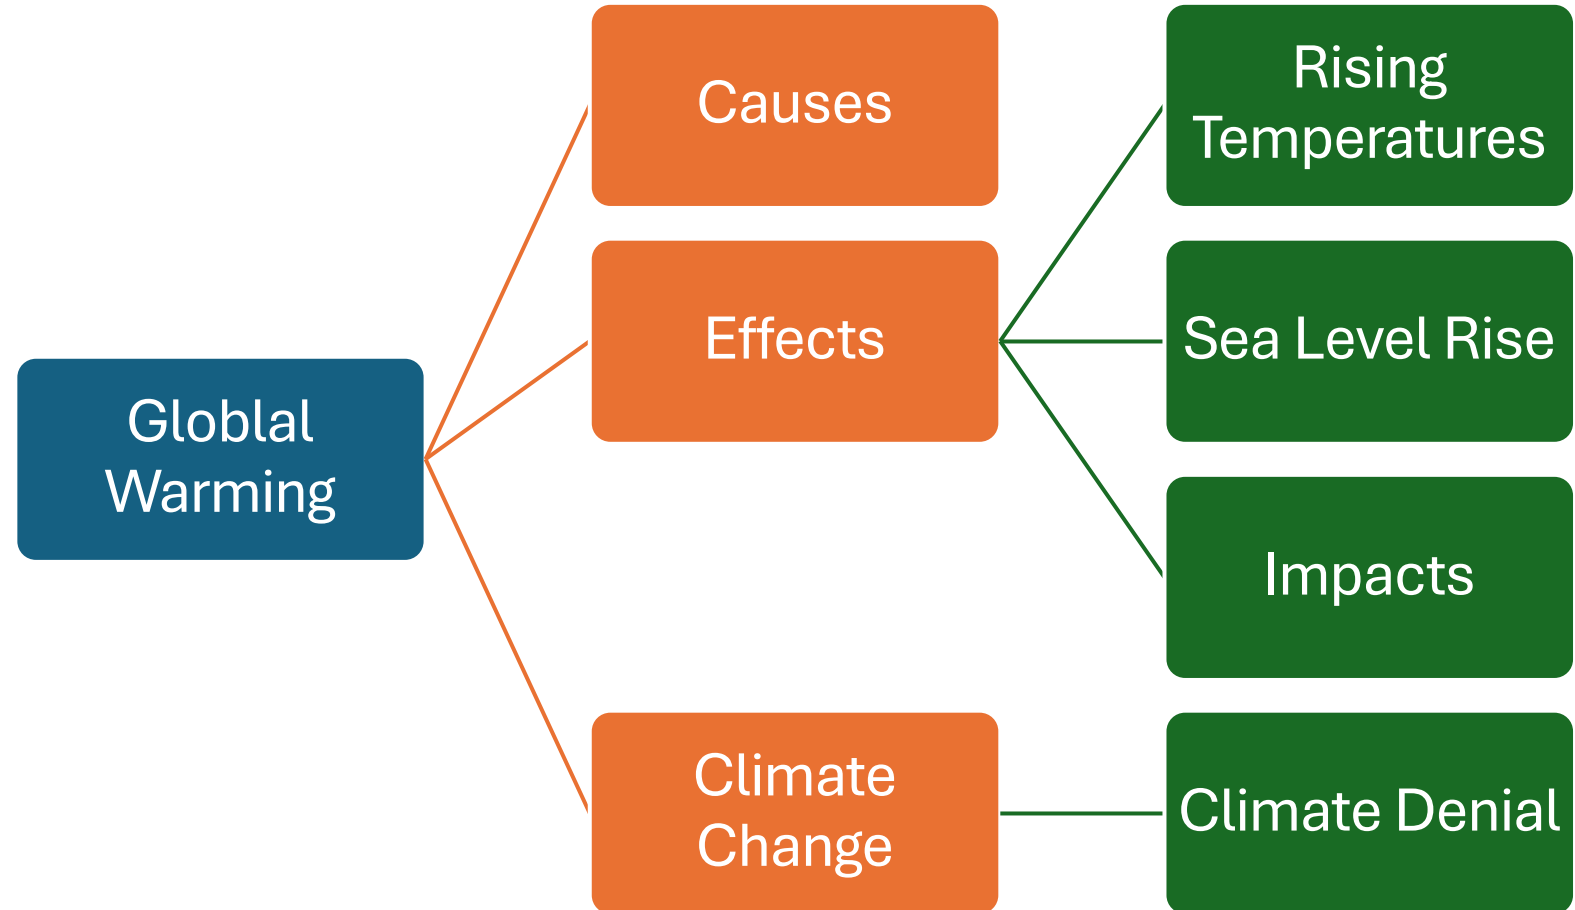 Globlal
Warming
Causes
Effects
Climate
Change
Rising
Temperatures
Sea Level Rise
Impacts
Climate Denial